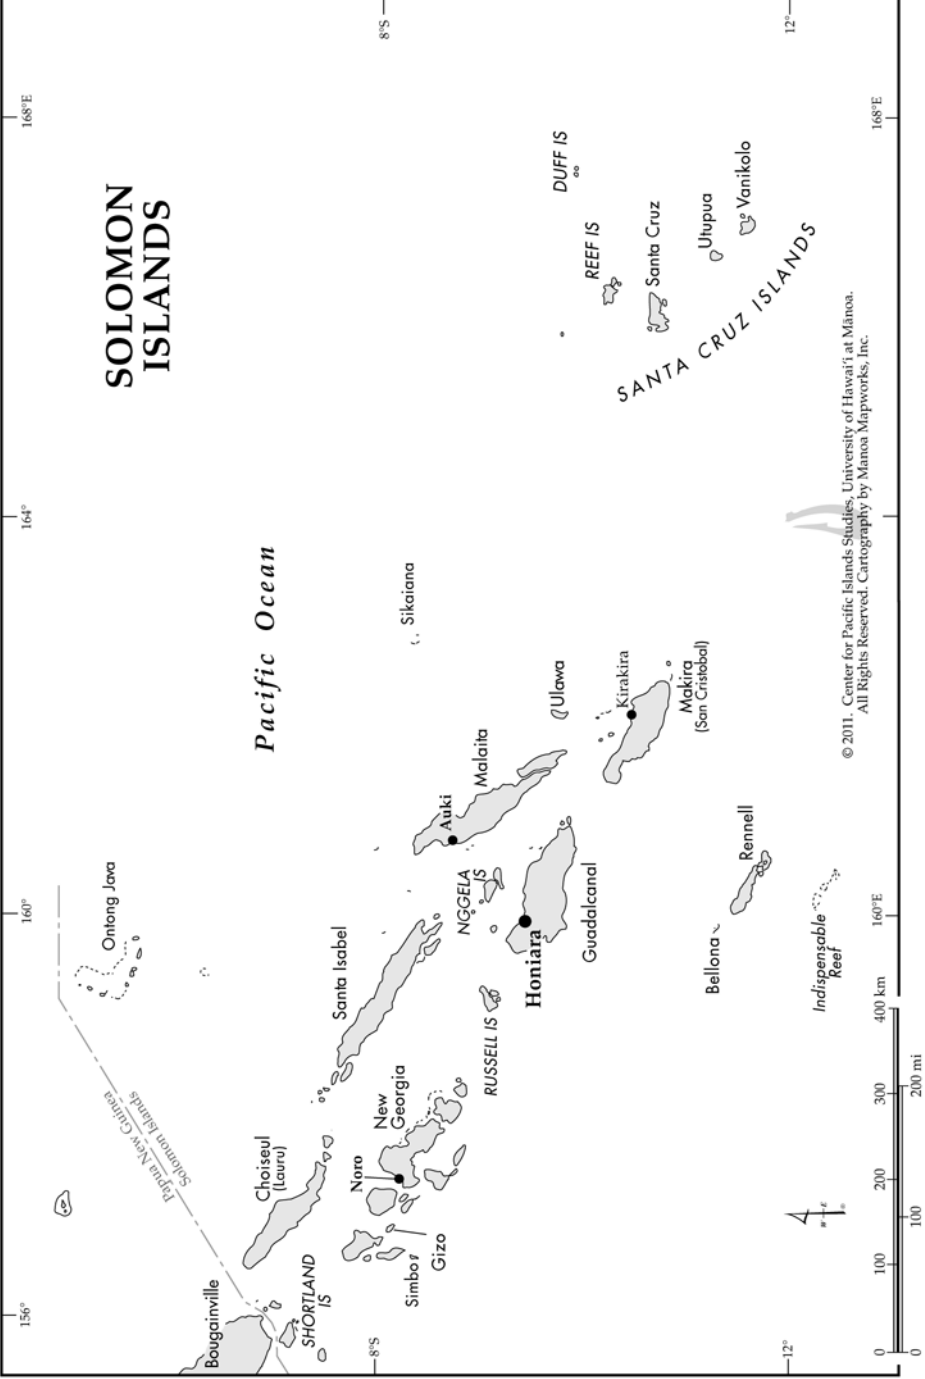 SOLOMON
ISLANDS
156°
160°
164°
168°E
8°S
8°S
12°
12°
160°E
168°E
Papua New Guinea
Solomon Islands
Ontong Java
Pacific Ocean
Bougainville
SHORTLAND
IS
Choiseul
(Lauru)
Santa Isabel
Noro
New
Georgia
Simbo
Gizo
RUSSELL IS
NGGELA
IS
Honiara
Guadalcanal
Auki
Malaita
Sikaiana
Ulawa
Kirakira
Makira
(San Cristobal)
Bellona
Rennell
Indispensable
Reef
DUFF IS
REEF IS
Santa Cruz
Utupua
Vanikolo
SANTA CRUZ ISLANDS
0 100 200 300 400 km
0 100 200 mi
© 2011. Center for Pacific Islands Studies, University of Hawai‘i at Mānoa.
All Rights Reserved. Cartography by Manoa Mapworks, Inc.